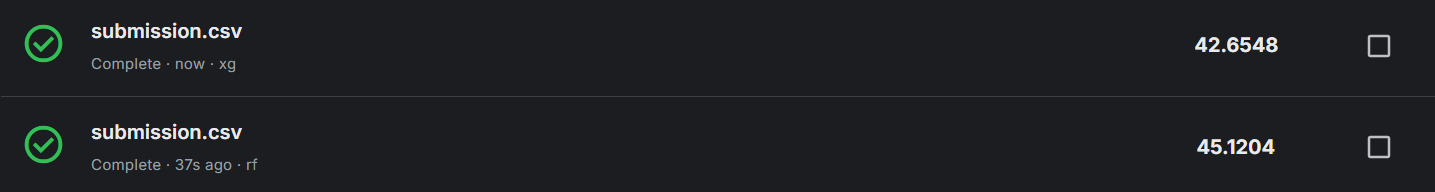 submission.csv
Complete · now · xg
42.6548
submission.csv
Complete · 37s ago · rf
45.1204